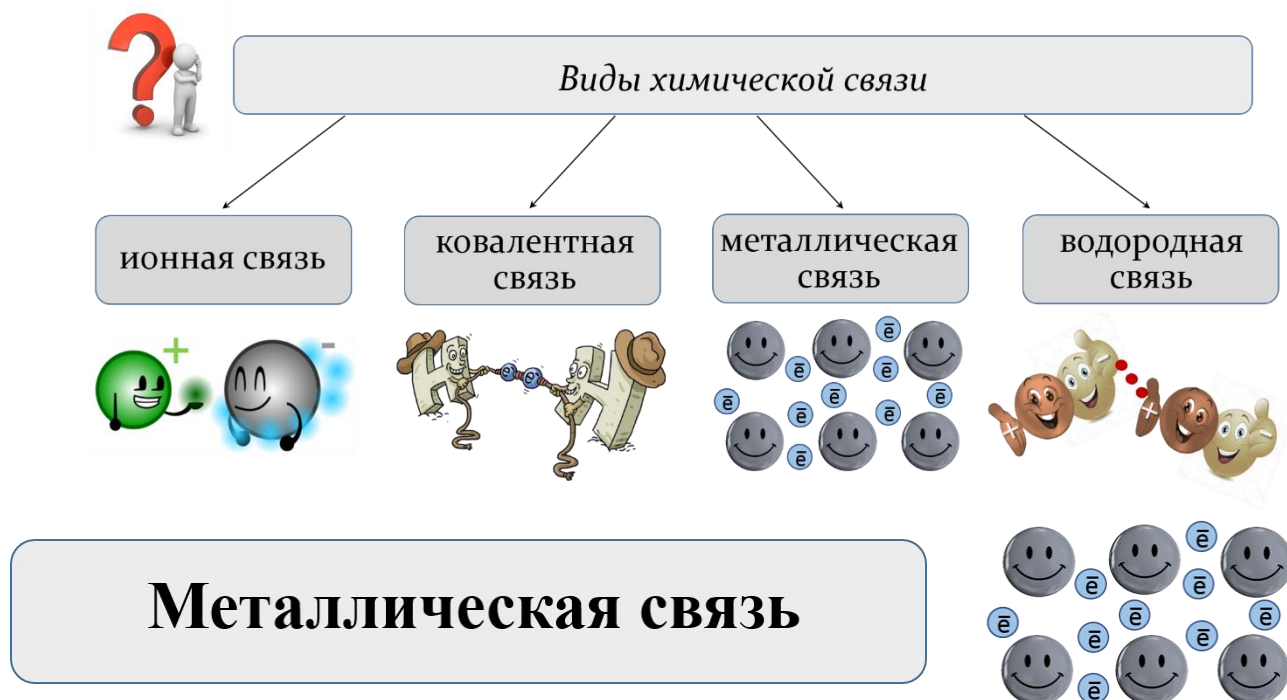 Виды химической связи
ионная связь
ковалентная
связь
металлическая
связь
водородная
связь
+
-
H
e
e
H
ē
ē
ē
ē
ē
ē
ē
ē
ē
+
-
+
-
Металлическая связь
ē
ē
ē
ē
ē
ē
ē
ē
ē